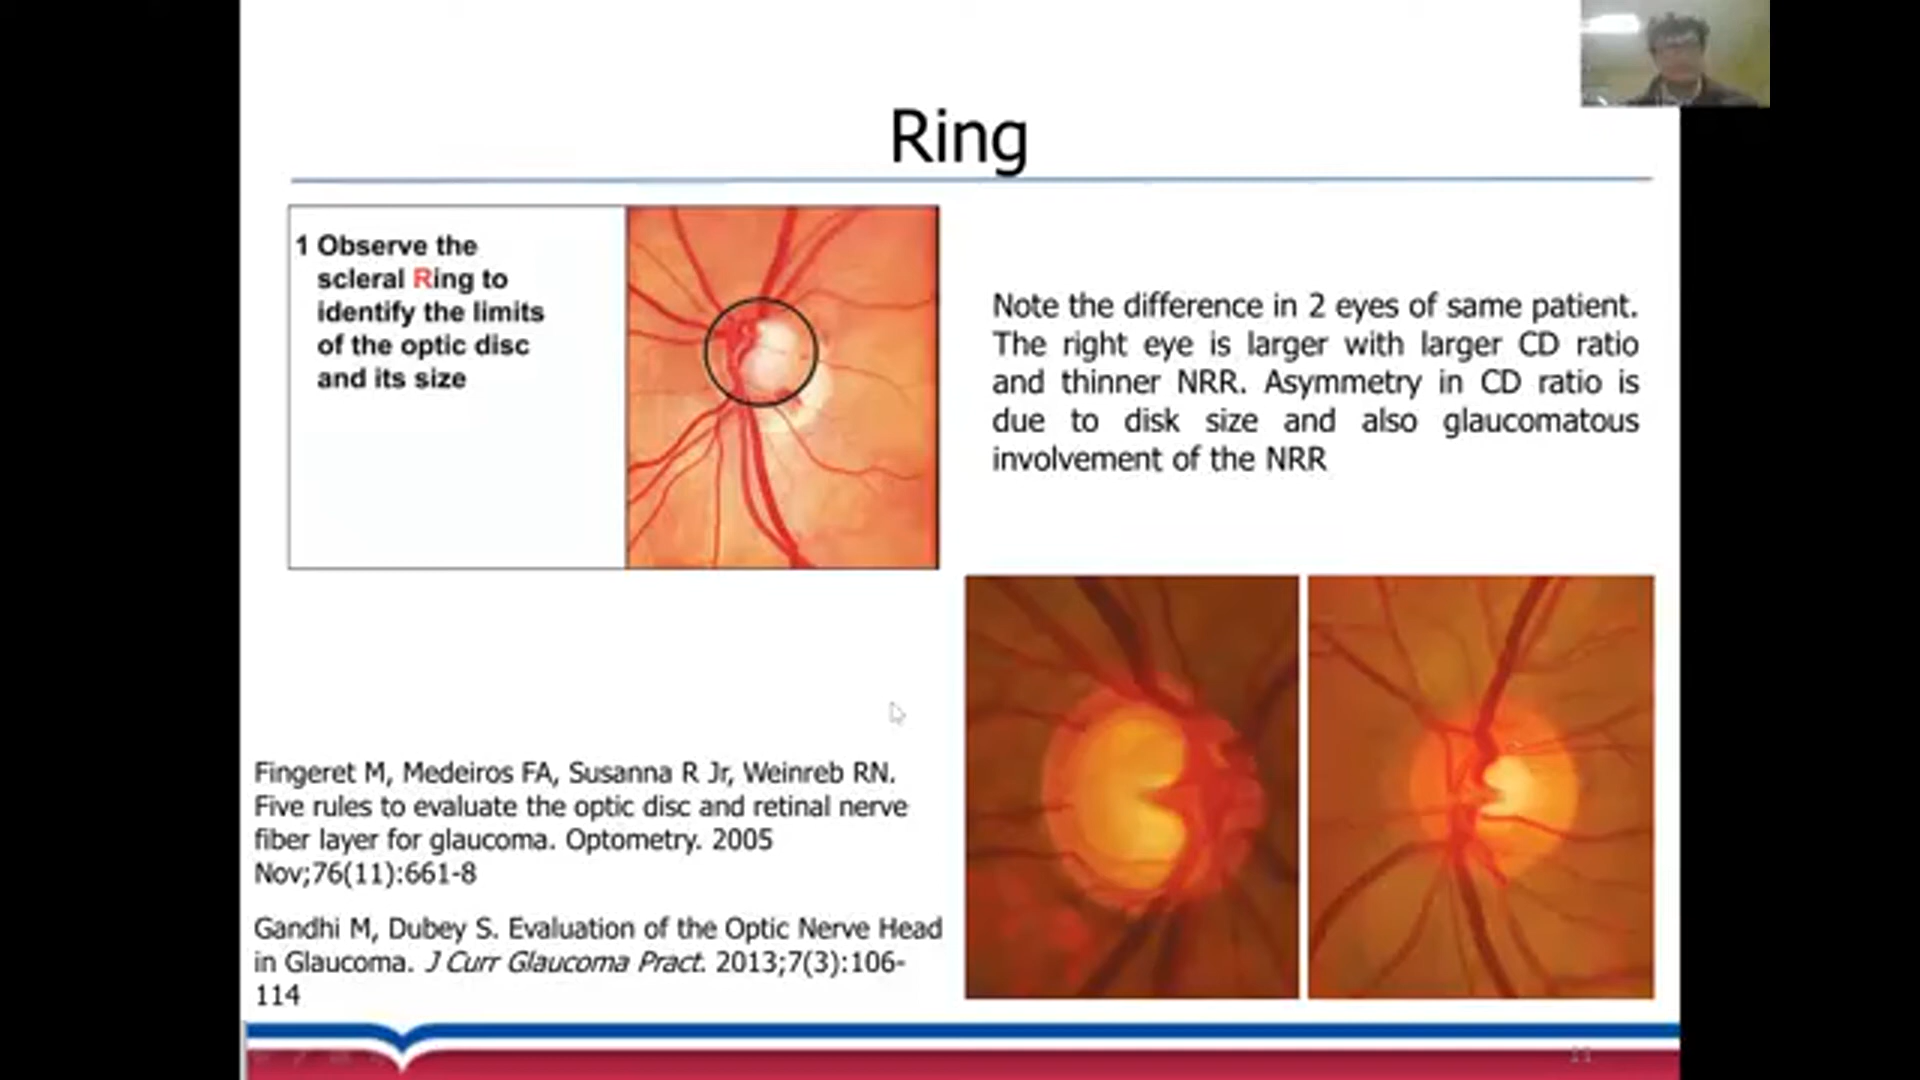 Ring
1 Observe the
scleral Ring to
identify the limits
of the optic disc
and its size
Note the difference in 2 eyes of same patient.
The right eye is larger with larger CD ratio
and thinner NRR. Asymmetry in CD ratio is
due to disk size and also glaucomatous
involvement of the NRR
Fingeret M, Medeiros FA, Susanna R Jr, Weinreb RN.
Five rules to evaluate the optic disc and retinal nerve
fiber layer for glaucoma. Optometry. 2005
Nov;76(11):661-8
Gandhi M, Dubey S. Evaluation of the Optic Nerve Head
in Glaucoma. J Curr Glaucoma Pract. 2013;7(3):106-
114